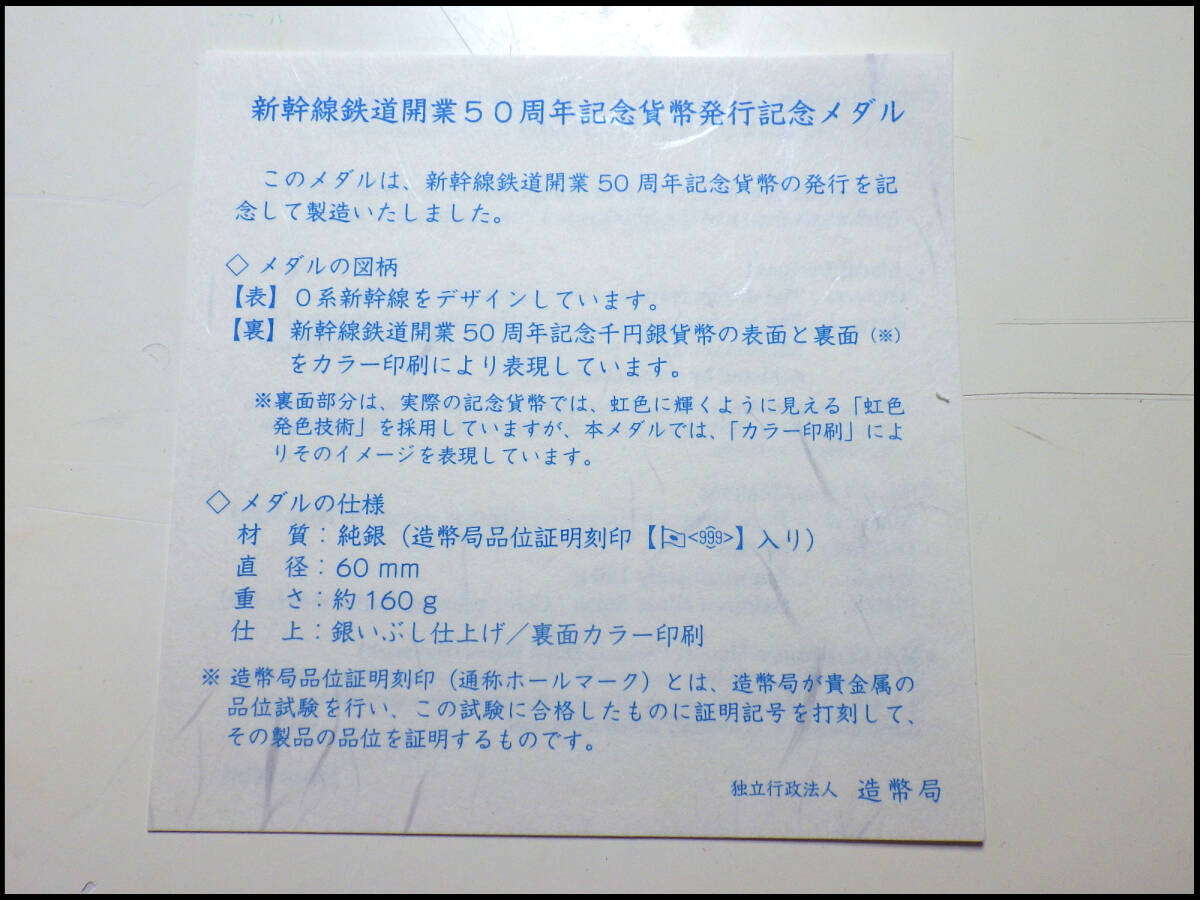 新幹線鉄道開業５０周年記念貨幣発行記念メダル
このメダルは、新幹線鉄道開業 50 周年記念貨幣の発行を記
念して製造いたしました。
◇ メダルの図柄
【表】０系新幹線をデザインしています。
【裏】新幹線鉄道開業 50 周年記念千円銀貨幣の表面と裏面（※）
をカラー印刷により表現しています。
※裏面部分は、実際の記念貨幣では、虹色に輝くように見える「虹色
発色技術」を採用していますが、本メダルでは、「カラー印刷」によ
りそのイメージを表現しています。
◇ メダルの仕様
材　質：純銀（造幣局品位証明刻印【<999>】入り）
直　径：60 mm
重　さ：約 160 g
仕　上：銀いぶし仕上げ／裏面カラー印刷
※ 造幣局品位証明刻印（通称ホールマーク）とは、造幣局が貴金属の
品位試験を行い、この試験に合格したものに証明記号を打刻して、
その製品の品位を証明するものです。
独立行政法人　造幣局